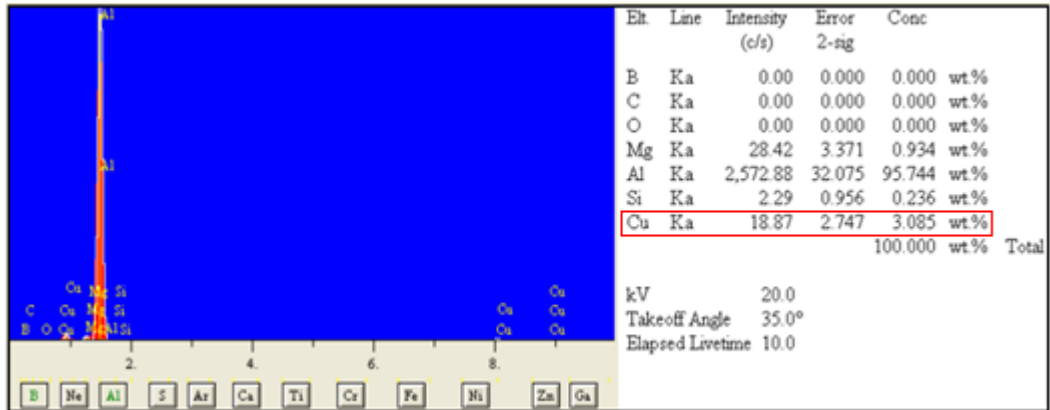 Al
Al
Cu Mg Si
C Cu Mg Si Cu Cu
B O Cu Mg Al Si Cu Cu
Cu
2. 4. 6. 8.
B Ne Al S Ar Ca Ti Cr Fe Ni Zn Ga
Elt. Line Intensity Error Conc
(c/s) 2-sig
B Ka 0.00 0.000 0.000 wt.%
C Ka 0.00 0.000 0.000 wt.%
O Ka 0.00 0.000 0.000 wt.%
Mg Ka 28.42 3.371 0.934 wt.%
Al Ka 2,572.88 32.075 95.744 wt.%
Si Ka 2.29 0.956 0.236 wt.%
Cu Ka 18.87 2.747 3.085 wt.%
100.000 wt.% Total
kV 20.0
Takeoff Angle 35.0°
Elapsed Livetime 10.0